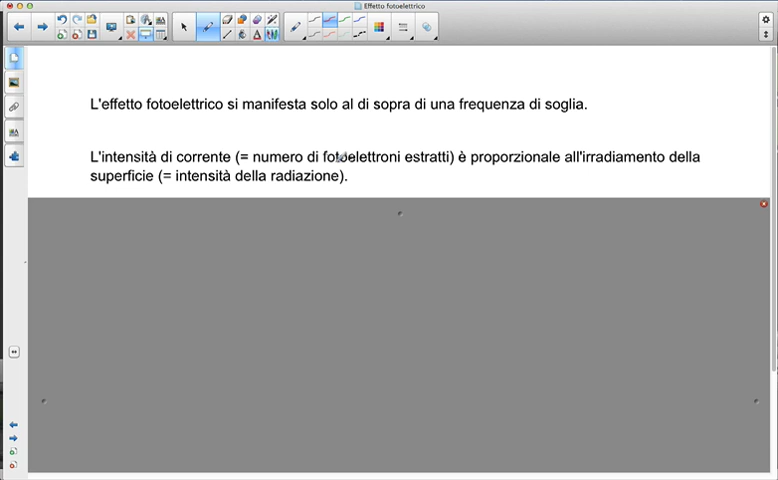 Effetto fotoelettrico
L'effetto fotoelettrico si manifesta solo al di sopra di una frequenza di soglia.
L'intensità di corrente (= numero di fotoelettroni estratti) è proporzionale all'irradiamento della
superficie (= intensità della radiazione).